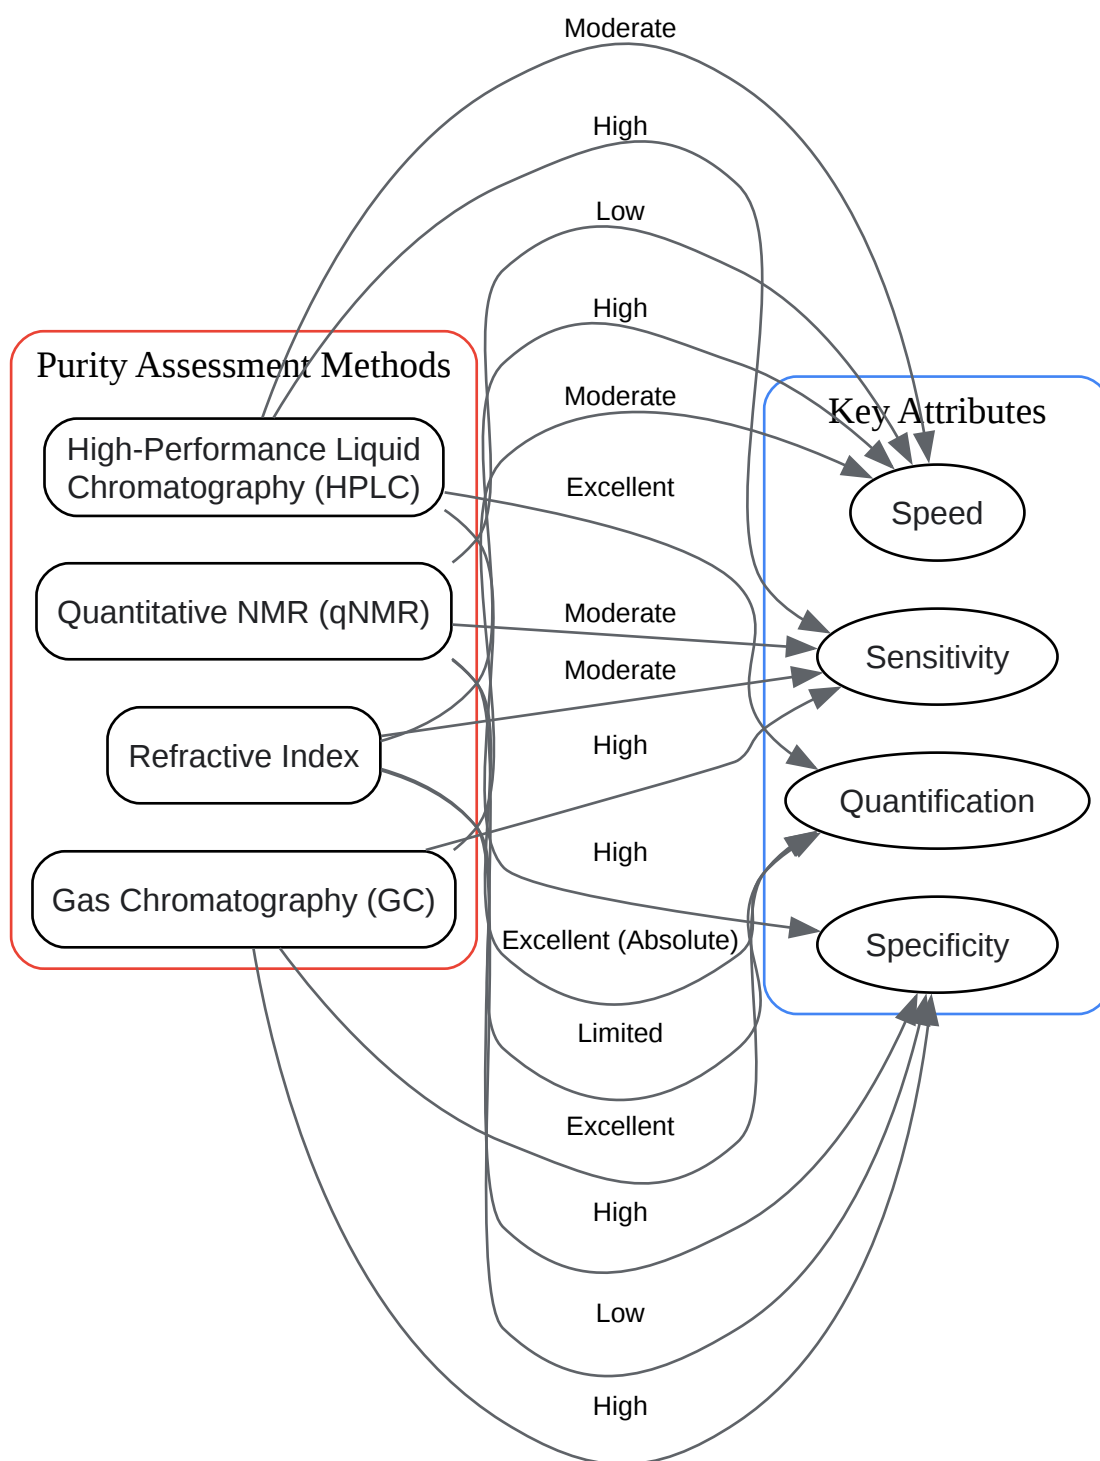 Moderate
High
Low
High
Purity Assessment Methods
Moderate
Key Attributes
High-Performance Liquid
Chromatography (HPLC)
Excellent
Speed
Quantitative NMR (qNMR)
Moderate
Sensitivity
Moderate
Refractive Index
High
Quantification
High
Gas Chromatography (GC)
Excellent (Absolute)
Specificity
Limited
Excellent
High
Low
High